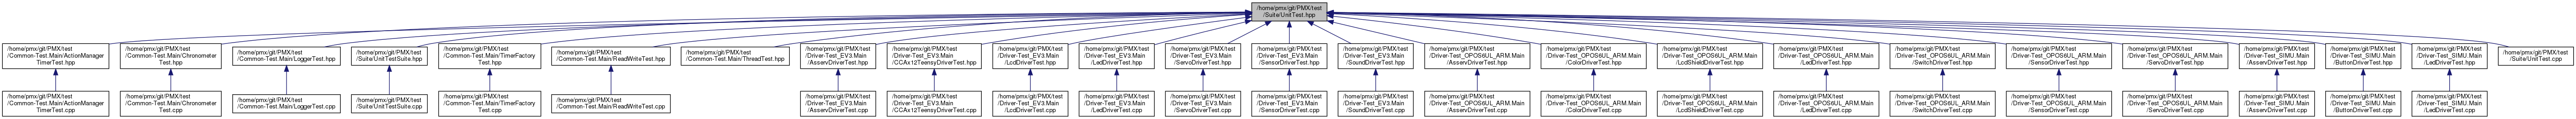 /home/pmx/git/PMX/test
/Suite/UnitTest.hpp
/home/pmx/git/PMX/test
/Common-Test.Main/ActionManager
TimerTest.hpp
/home/pmx/git/PMX/test
/Common-Test.Main/Chronometer
Test.hpp
/home/pmx/git/PMX/test
/Common-Test.Main/LoggerTest.hpp
/home/pmx/git/PMX/test
/Suite/UnitTestSuite.hpp
/home/pmx/git/PMX/test
/Common-Test.Main/TimerFactory
Test.hpp
/home/pmx/git/PMX/test
/Common-Test.Main/ReadWriteTest.hpp
/home/pmx/git/PMX/test
/Common-Test.Main/ThreadTest.hpp
/home/pmx/git/PMX/test
/Driver-Test_EV3.Main
/AsservDriverTest.hpp
/home/pmx/git/PMX/test
/Driver-Test_EV3.Main
/CCAx12TeensyDriverTest.hpp
/home/pmx/git/PMX/test
/Driver-Test_EV3.Main
/LcdDriverTest.hpp
/home/pmx/git/PMX/test
/Driver-Test_EV3.Main
/LedDriverTest.hpp
/home/pmx/git/PMX/test
/Driver-Test_EV3.Main
/ServoDriverTest.hpp
/home/pmx/git/PMX/test
/Driver-Test_EV3.Main
/SensorDriverTest.hpp
/home/pmx/git/PMX/test
/Driver-Test_EV3.Main
/SoundDriverTest.hpp
/home/pmx/git/PMX/test
/Driver-Test_OPOS6UL_ARM.Main
/AsservDriverTest.hpp
/home/pmx/git/PMX/test
/Driver-Test_OPOS6UL_ARM.Main
/ColorDriverTest.hpp
/home/pmx/git/PMX/test
/Driver-Test_OPOS6UL_ARM.Main
/LcdShieldDriverTest.hpp
/home/pmx/git/PMX/test
/Driver-Test_OPOS6UL_ARM.Main
/LedDriverTest.hpp
/home/pmx/git/PMX/test
/Driver-Test_OPOS6UL_ARM.Main
/SwitchDriverTest.hpp
/home/pmx/git/PMX/test
/Driver-Test_OPOS6UL_ARM.Main
/SensorDriverTest.hpp
/home/pmx/git/PMX/test
/Driver-Test_OPOS6UL_ARM.Main
/ServoDriverTest.hpp
/home/pmx/git/PMX/test
/Driver-Test_SIMU.Main
/AsservDriverTest.hpp
/home/pmx/git/PMX/test
/Driver-Test_SIMU.Main
/ButtonDriverTest.hpp
/home/pmx/git/PMX/test
/Driver-Test_SIMU.Main
/LedDriverTest.hpp
/home/pmx/git/PMX/test
/Suite/UnitTest.cpp
/home/pmx/git/PMX/test
/Common-Test.Main/ActionManager
TimerTest.cpp
/home/pmx/git/PMX/test
/Common-Test.Main/Chronometer
Test.cpp
/home/pmx/git/PMX/test
/Common-Test.Main/LoggerTest.cpp
/home/pmx/git/PMX/test
/Suite/UnitTestSuite.cpp
/home/pmx/git/PMX/test
/Common-Test.Main/TimerFactory
Test.cpp
/home/pmx/git/PMX/test
/Common-Test.Main/ReadWriteTest.cpp
/home/pmx/git/PMX/test
/Driver-Test_EV3.Main
/AsservDriverTest.cpp
/home/pmx/git/PMX/test
/Driver-Test_EV3.Main
/CCAx12TeensyDriverTest.cpp
/home/pmx/git/PMX/test
/Driver-Test_EV3.Main
/LcdDriverTest.cpp
/home/pmx/git/PMX/test
/Driver-Test_EV3.Main
/LedDriverTest.cpp
/home/pmx/git/PMX/test
/Driver-Test_EV3.Main
/ServoDriverTest.cpp
/home/pmx/git/PMX/test
/Driver-Test_EV3.Main
/SensorDriverTest.cpp
/home/pmx/git/PMX/test
/Driver-Test_EV3.Main
/SoundDriverTest.cpp
/home/pmx/git/PMX/test
/Driver-Test_OPOS6UL_ARM.Main
/AsservDriverTest.cpp
/home/pmx/git/PMX/test
/Driver-Test_OPOS6UL_ARM.Main
/ColorDriverTest.cpp
/home/pmx/git/PMX/test
/Driver-Test_OPOS6UL_ARM.Main
/LcdShieldDriverTest.cpp
/home/pmx/git/PMX/test
/Driver-Test_OPOS6UL_ARM.Main
/LedDriverTest.cpp
/home/pmx/git/PMX/test
/Driver-Test_OPOS6UL_ARM.Main
/SwitchDriverTest.cpp
/home/pmx/git/PMX/test
/Driver-Test_OPOS6UL_ARM.Main
/SensorDriverTest.cpp
/home/pmx/git/PMX/test
/Driver-Test_OPOS6UL_ARM.Main
/ServoDriverTest.cpp
/home/pmx/git/PMX/test
/Driver-Test_SIMU.Main
/AsservDriverTest.cpp
/home/pmx/git/PMX/test
/Driver-Test_SIMU.Main
/ButtonDriverTest.cpp
/home/pmx/git/PMX/test
/Driver-Test_SIMU.Main
/LedDriverTest.cpp